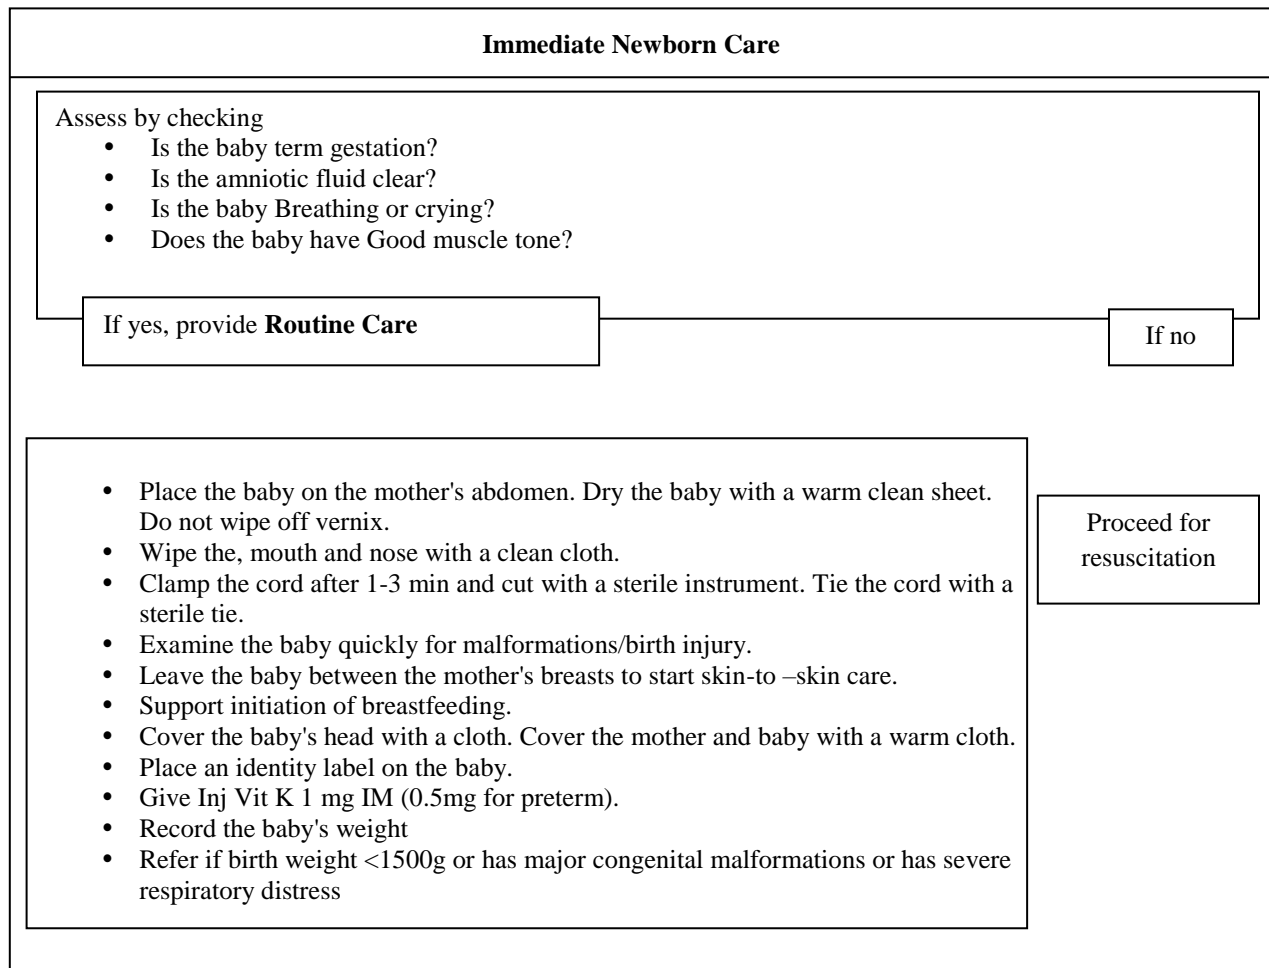 Immediate Newborn Care
Assess by checking
• Is the baby term gestation?
• Is the amniotic fluid clear?
• Is the baby Breathing or crying?
• Does the baby have Good muscle tone?
If yes, provide Routine Care
If no
• Place the baby on the mother's abdomen. Dry the baby with a warm clean sheet.
Do not wipe off vernix.
• Wipe the, mouth and nose with a clean cloth.
• Clamp the cord after 1-3 min and cut with a sterile instrument. Tie the cord with a
sterile tie.
• Examine the baby quickly for malformations/birth injury.
• Leave the baby between the mother's breasts to start skin-to –skin care.
• Support initiation of breastfeeding.
• Cover the baby's head with a cloth. Cover the mother and baby with a warm cloth.
• Place an identity label on the baby.
• Give Inj Vit K 1 mg IM (0.5mg for preterm).
• Record the baby's weight
• Refer if birth weight <1500g or has major congenital malformations or has severe
respiratory distress
Proceed for
resuscitation